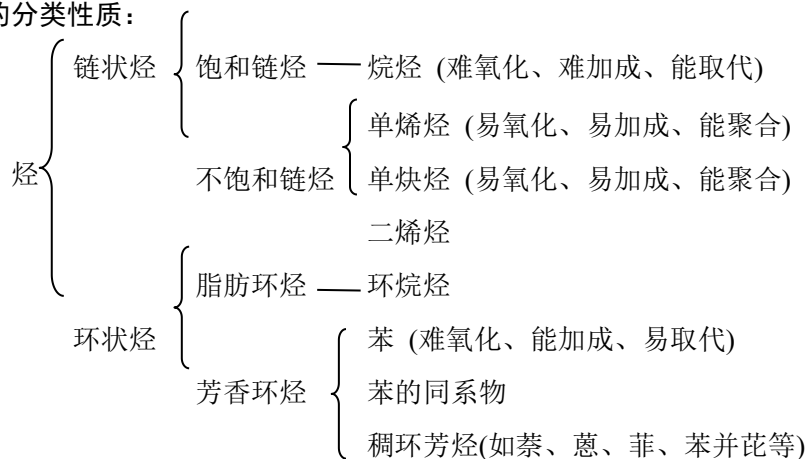 的分类性质：
链状烃 饱和链烃 — 烷烃 (难氧化、难加成、能取代)
单烯烃 (易氧化、易加成、能聚合)
烃 不饱和链烃 单炔烃 (易氧化、易加成、能聚合)
二烯烃
脂肪环烃 — 环烷烃
环状烃 苯 (难氧化、能加成、易取代)
芳香环烃 苯的同系物
稠环芳烃(如萘、蒽、菲、苯并芘等)